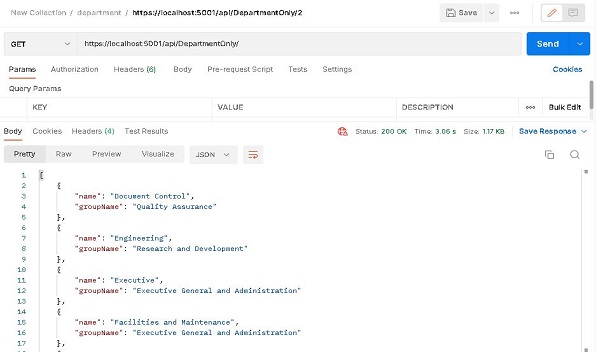 New Collection / department / https://localhost:5001/api/DepartmentOnly/2 Save
GET https://localhost:5001/api/DepartmentOnly/ Send
Params Authorization Headers (6) Body Pre-request Script Tests Settings Cookies
Query Params
KEY VALUE DESCRIPTION Bulk Edit
Body Cookies Headers (4) Test Results Status: 200 OK Time: 3.06 s Size: 1.17 KB Save Response
Pretty Raw Preview Visualize JSON
1 [
2 {
3 "name": "Document Control",
4 "groupName": "Quality Assurance"
5 },
6 {
7 "name": "Engineering",
8 "groupName": "Research and Development"
9 },
10 {
11 "name": "Executive",
12 "groupName": "Executive General and Administration"
13 },
14 {
15 "name": "Facilities and Maintenance",
16 "groupName": "Executive General and Administration"
17 },